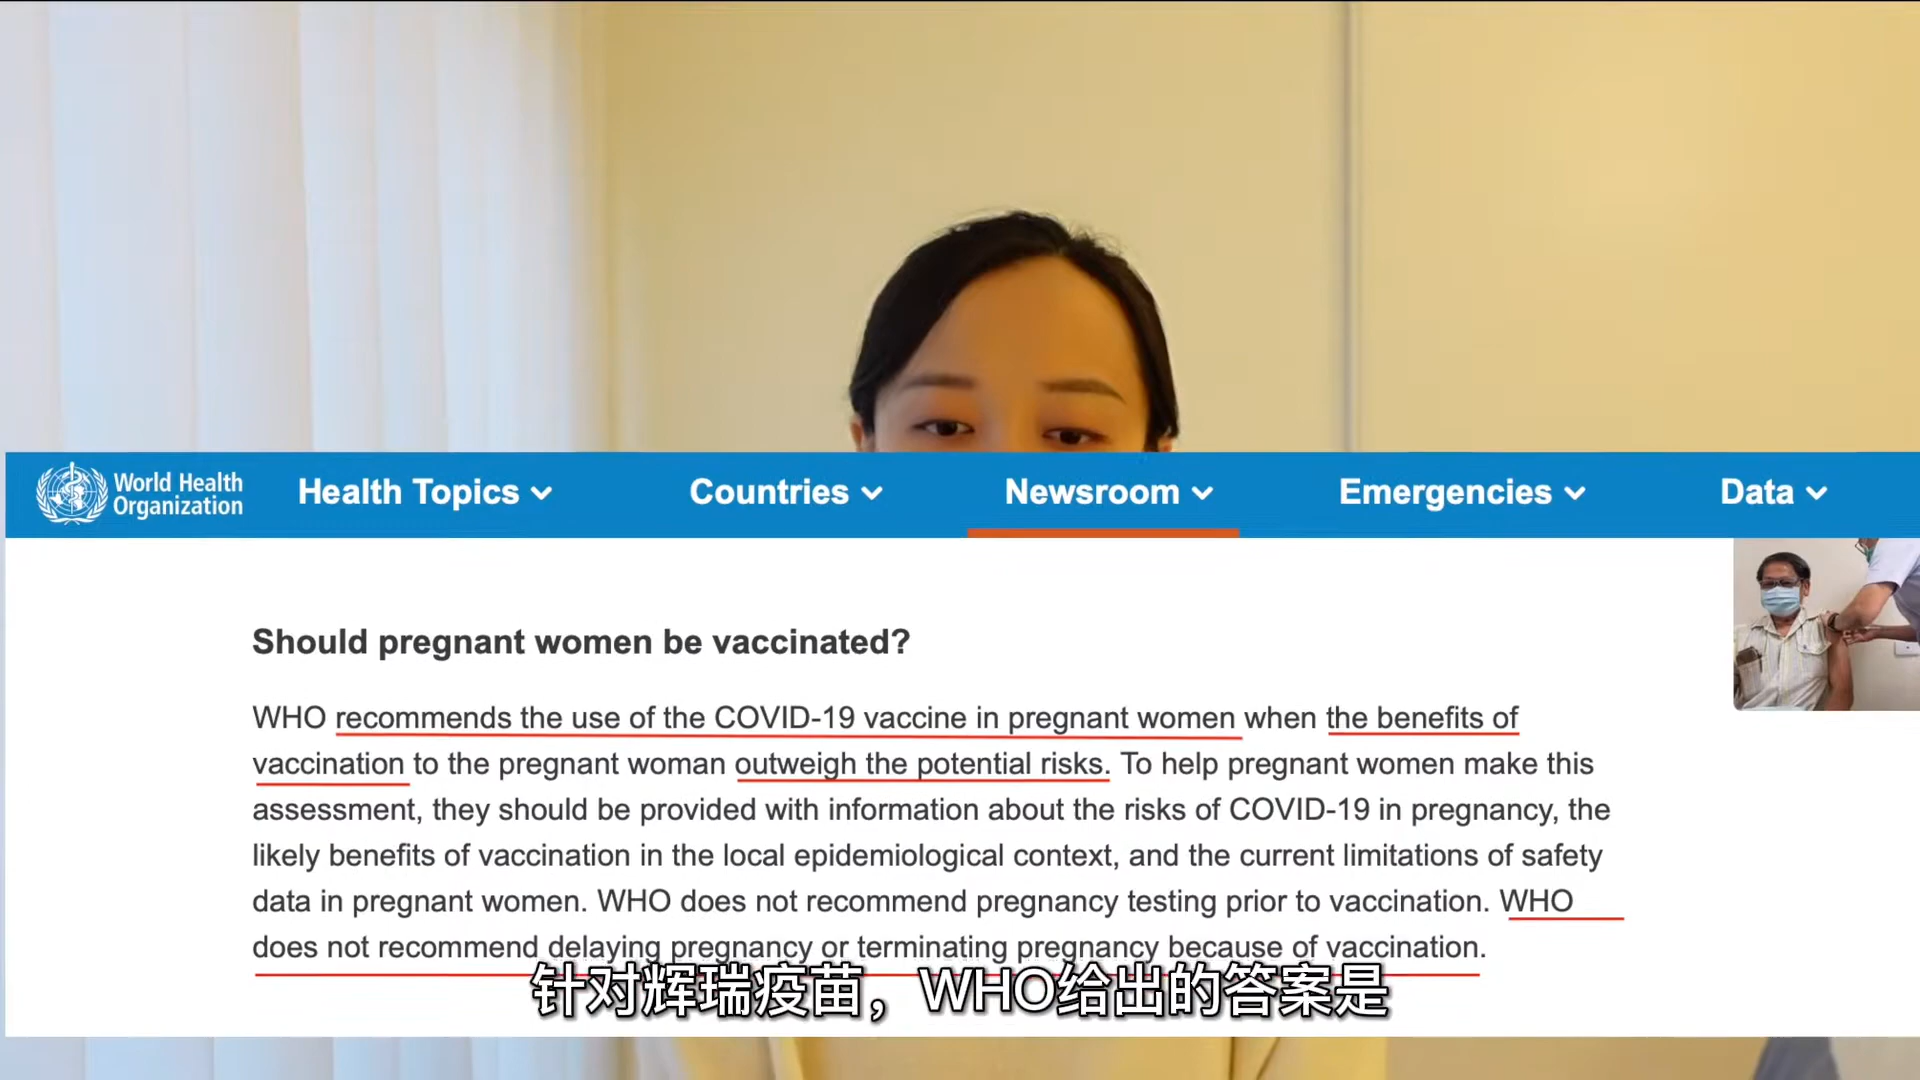 World Health
Organization
Health Topics
Countries
Newsroom
Emergencies
Data
Should pregnant women be vaccinated?
WHO recommends the use of the COVID-19 vaccine in pregnant women when the benefits of
vaccination to the pregnant woman outweigh the potential risks. To help pregnant women make this
assessment, they should be provided with information about the risks of COVID-19 in pregnancy, the
likely benefits of vaccination in the local epidemiological context, and the current limitations of safety
data in pregnant women. WHO does not recommend pregnancy testing prior to vaccination. WHO
does not recommend delaying pregnancy or terminating pregnancy because of vaccination.
针对辉瑞疫苗，WHO给出的答案是